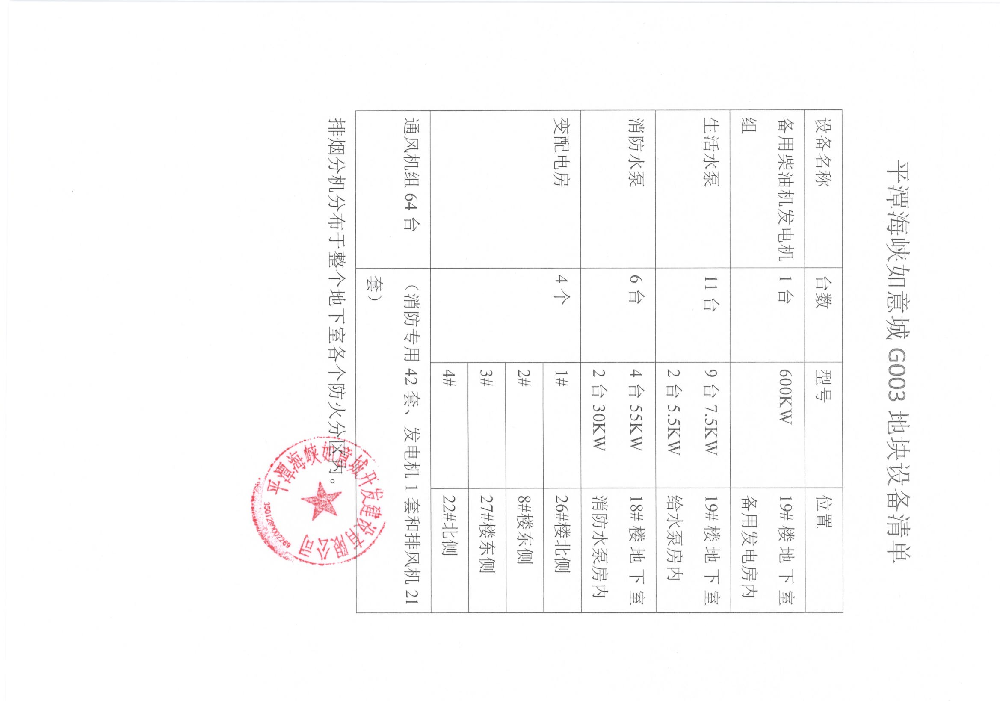 平潭海峡如意城 G003 地块设备清单
设备名称 台数 型号 位置
备用柴油机发电机 1 台 600KW 19# 楼 地 下 室
组 备用发电房内
生活水泵 11 台 9 台 7.5KW 19# 楼 地 下 室
2 台 5.5KW 给水泵房内
消防水泵 6 台 4 台 55KW 18# 楼 地 下 室
2 台 30KW 消防水泵房内
变配电房 4 个 1# 26#楼北侧
2# 8#楼东侧
3# 27#楼东侧
4# 22#北侧
通风机组 64 台 （消防专用 42 套、发电机 1 套和排风机 21
套）
排烟分机分布于整个地下室各个防火分区内。
平潭海峡如意城开发建设有限公司
3501280002269